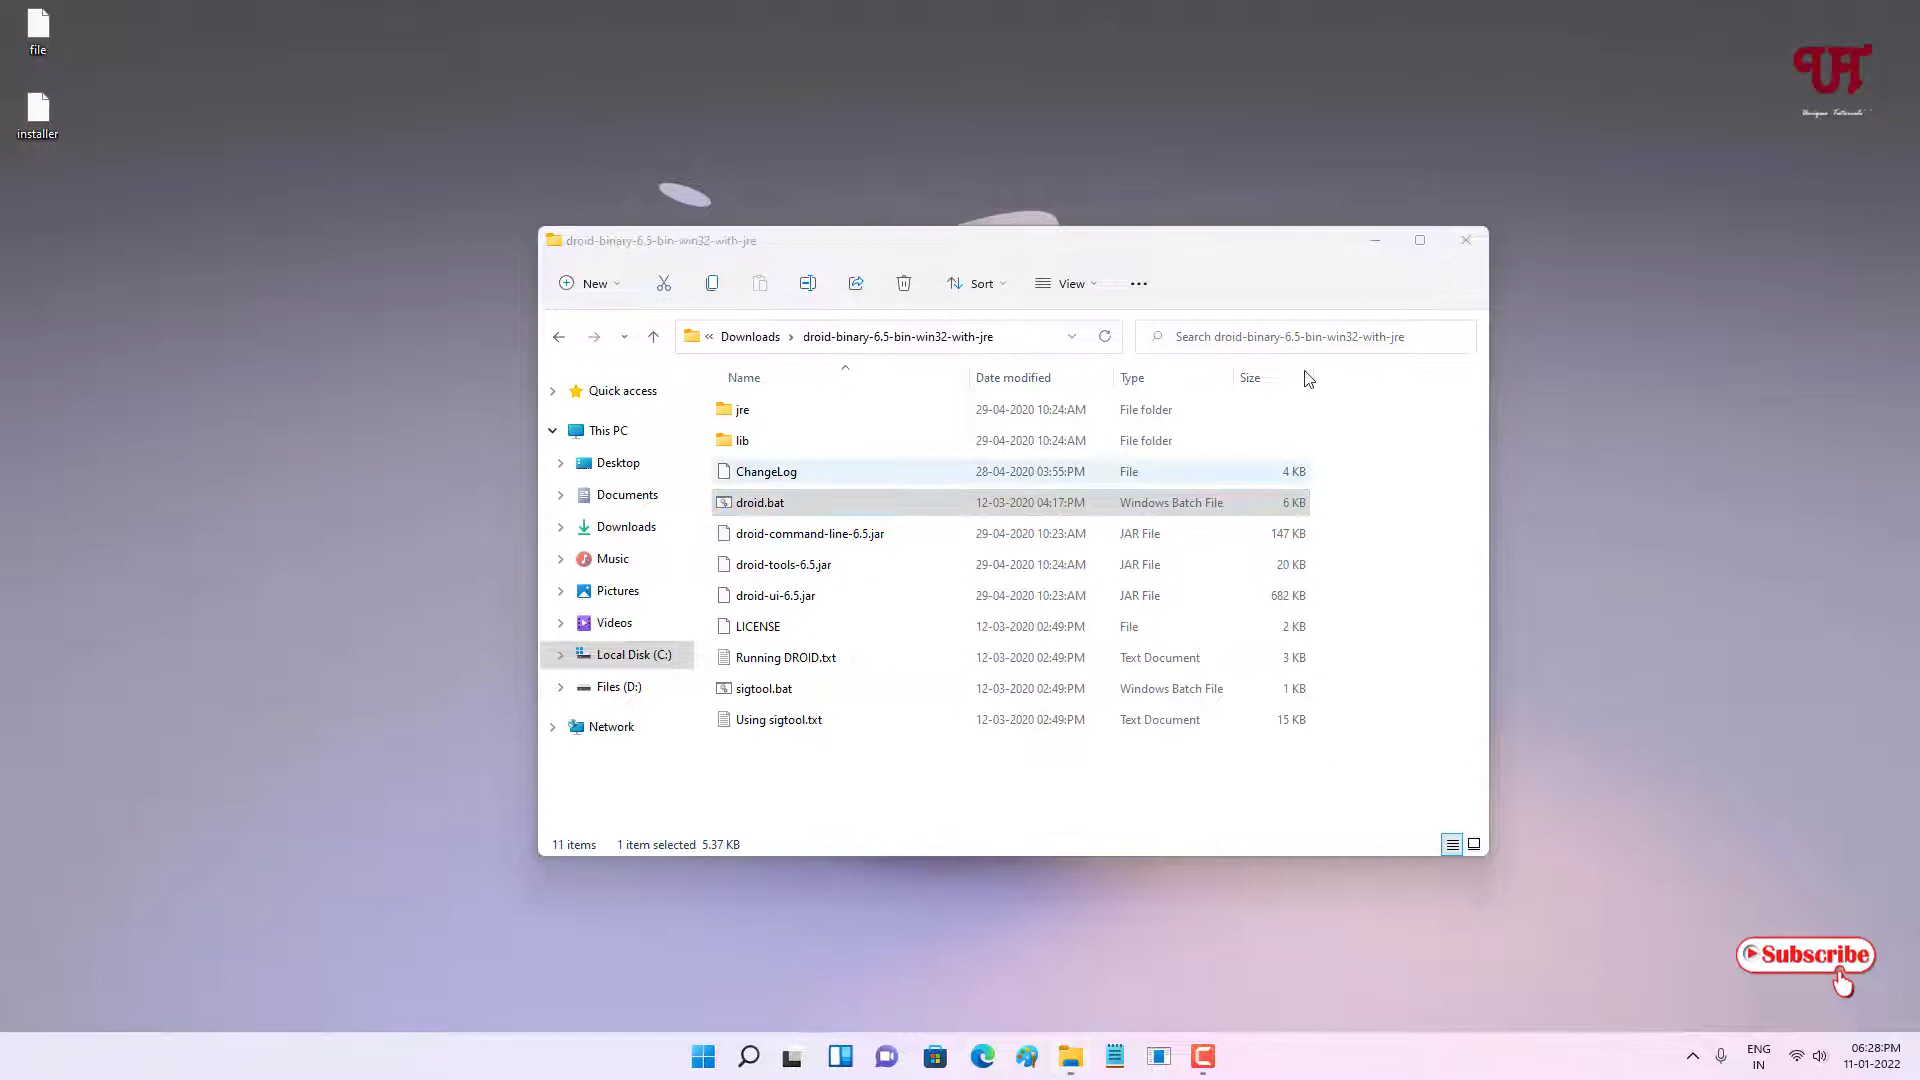 file
installer
UT
Unique Tutorials
droid-binary-6.5-bin-win32-with-jre
New
Sort
View
« Downloads > droid-binary-6.5-bin-win32-with-jre
Search droid-binary-6.5-bin-win32-with-jre
Name Date modified Type Size
Quick access
This PC
Desktop
Documents
Downloads
Music
Pictures
Videos
Local Disk (C:)
Files (D:)
Network
jre 29-04-2020 10:24:AM File folder
lib 29-04-2020 10:24:AM File folder
ChangeLog 28-04-2020 03:55:PM File 4 KB
droid.bat 12-03-2020 04:17:PM Windows Batch File 6 KB
droid-command-line-6.5.jar 29-04-2020 10:23:AM JAR File 147 KB
droid-tools-6.5.jar 29-04-2020 10:24:AM JAR File 20 KB
droid-ui-6.5.jar 29-04-2020 10:23:AM JAR File 682 KB
LICENSE 12-03-2020 02:49:PM File 2 KB
Running DROID.txt 12-03-2020 02:49:PM Text Document 3 KB
sigtool.bat 12-03-2020 02:49:PM Windows Batch File 1 KB
Using sigtool.txt 12-03-2020 02:49:PM Text Document 15 KB
11 items 1 item selected 5.37 KB
Subscribe
ENG
IN
06:28:PM
11-01-2022